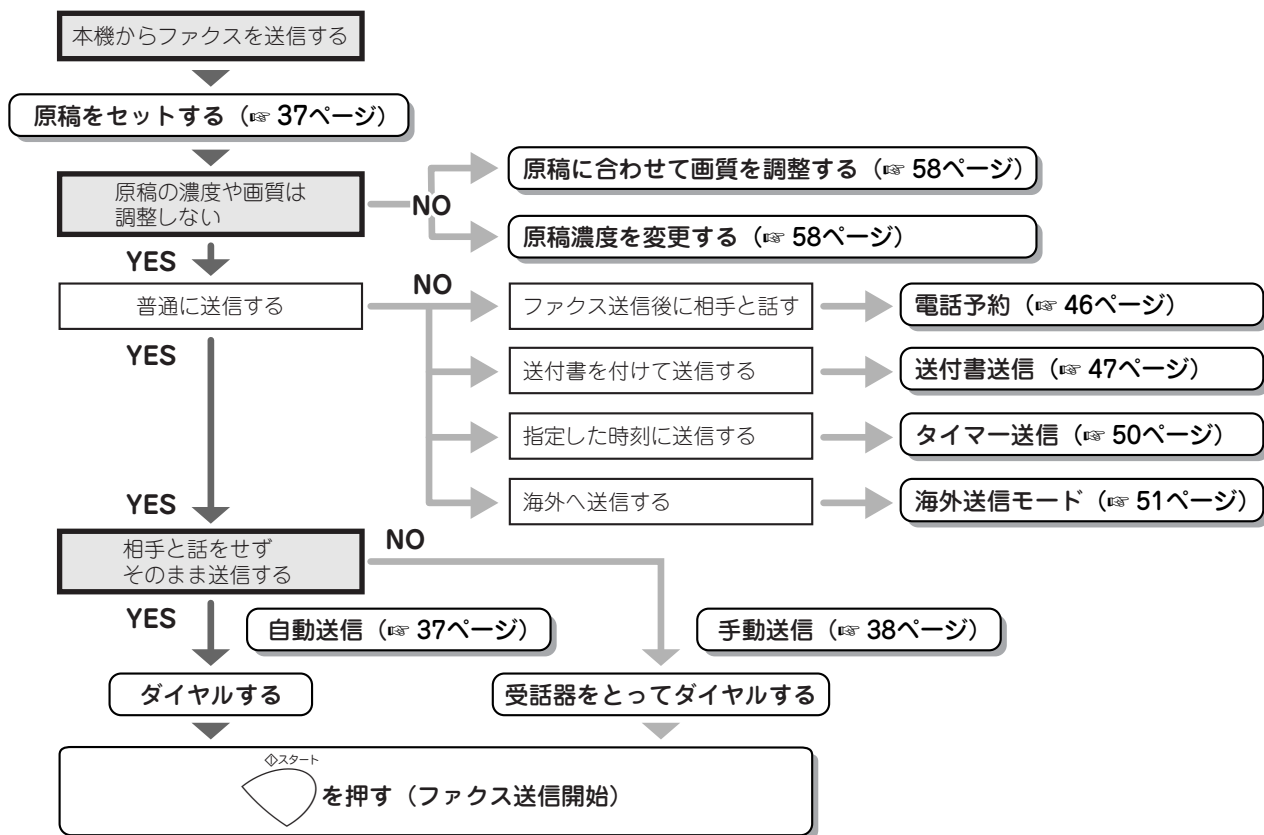 本機からファクスを送信する
原稿をセットする（☞ 37ページ）
原稿の濃度や画質は
調整しない
NO
原稿に合わせて画質を調整する（☞ 58ページ）
原稿濃度を変更する（☞ 58ページ）
YES
普通に送信する
NO
ファクス送信後に相手と話す
電話予約（☞ 46ページ）
YES
送付書を付けて送信する
送付書送信（☞ 47ページ）
指定した時刻に送信する
タイマー送信（☞ 50ページ）
海外へ送信する
海外送信モード（☞ 51ページ）
YES
相手と話をせず
そのまま送信する
NO
YES
自動送信（☞ 37ページ）
手動送信（☞ 38ページ）
ダイヤルする
受話器をとってダイヤルする
スタート
を押す（ファクス送信開始）